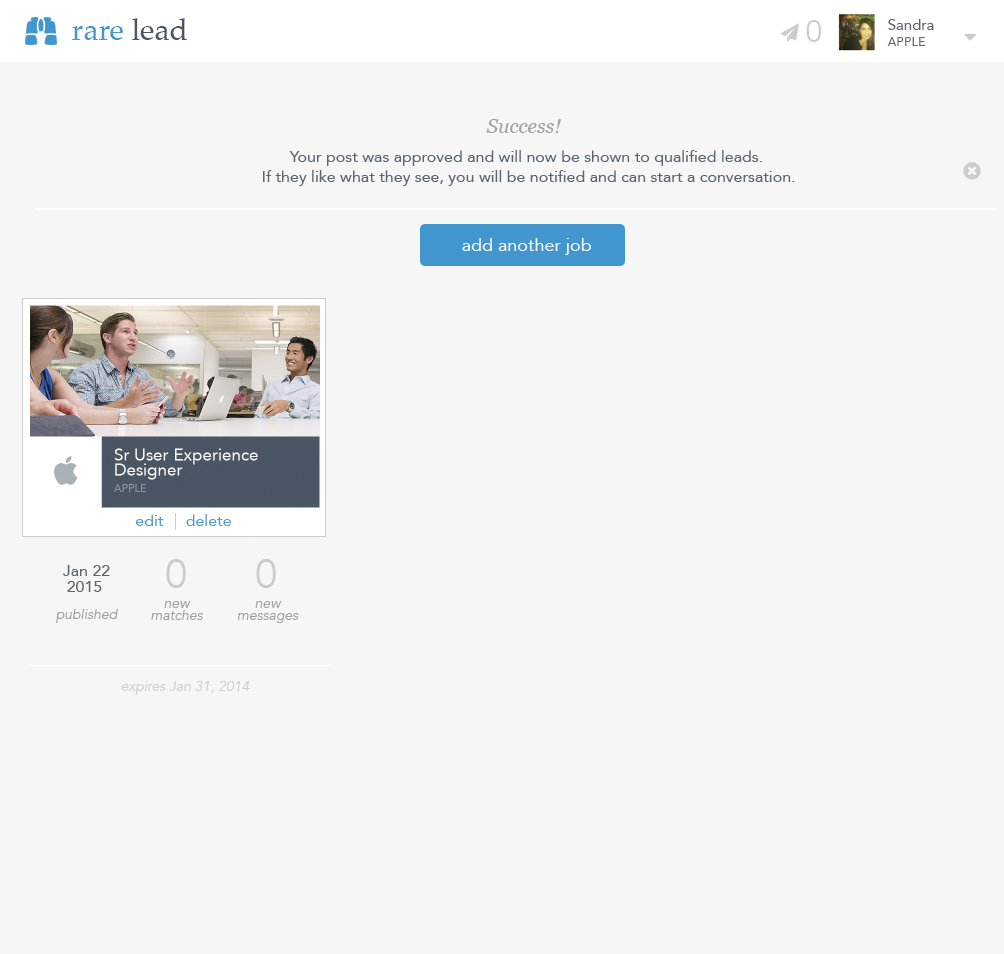 rare lead
0
Sandra
APPLE
Success!
Your post was approved and will now be shown to qualified leads.
If they like what they see, you will be notified and can start a conversation.
add another job
Sr User Experience
Designer
APPLE
edit | delete
Jan 22
2015
published
0
new
matches
0
new
messages
expires Jan 31, 2014